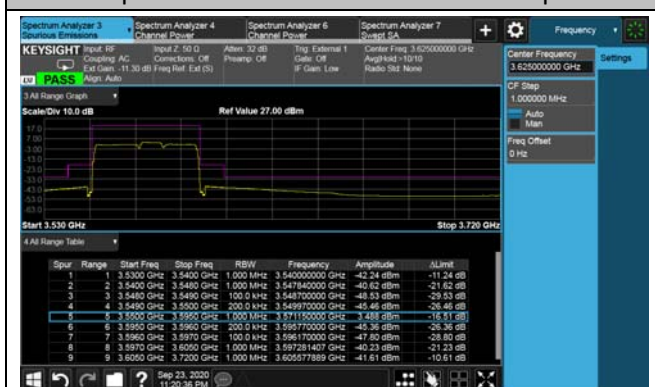 Spectrum Analyzer 3
Spurious Emissions
Spectrum Analyzer 4
Channel Power
Spectrum Analyzer 6
Channel Power
Spectrum Analyzer 7
Swept SA
+
Frequency
KEYSIGHT
Input: RF
Coupling: AC
Ext Gain: -11.30 dB
Align: Auto
Input Z: 50 Ω
Corrections: Off
Freq Ref: Ext (S)
Atten: 32 dB
Preamp: Off
Trig: External 1
Gate: Off
IF Gain: Low
Center Freq: 3.625000000 GHz
Avg|Hold:>10/10
Radio Std: None
LW PASS
Center Frequency
3.625000000 GHz
Settings
CF Step
1.000000 MHz
Auto
Man
Freq Offset
0 Hz
3 All Range Graph
Scale/Div 10.0 dB
Ref Value 27.00 dBm
17.0
7.00
-3.00
-13.0
-23.0
-33.0
-43.0
-53.0
-63.0
Start 3.530 GHz
Stop 3.720 GHz
4 All Range Table
Spur Range Start Freq Stop Freq RBW Frequency Amplitude ΔLimit
1 1 3.5300 GHz 3.5400 GHz 1.000 MHz 3.540000000 GHz -42.24 dBm -11.24 dB
2 2 3.5400 GHz 3.5480 GHz 1.000 MHz 3.547840000 GHz -40.62 dBm -21.62 dB
3 3 3.5480 GHz 3.5490 GHz 100.0 kHz 3.548700000 GHz -48.53 dBm -29.53 dB
4 4 3.5490 GHz 3.5500 GHz 200.0 kHz 3.549970000 GHz -45.46 dBm -26.46 dB
5 5 3.5500 GHz 3.5950 GHz 1.000 MHz 3.571150000 GHz 3.488 dBm -16.51 dB
6 6 3.5950 GHz 3.5960 GHz 200.0 kHz 3.595770000 GHz -45.36 dBm -26.36 dB
7 7 3.5960 GHz 3.5970 GHz 100.0 kHz 3.596170000 GHz -47.80 dBm -28.80 dB
8 8 3.5970 GHz 3.6050 GHz 1.000 MHz 3.597281407 GHz -40.23 dBm -21.23 dB
9 9 3.6050 GHz 3.7200 GHz 1.000 MHz 3.605577889 GHz -41.61 dBm -10.61 dB
?
Sep 23, 2020
11:20:36 PM